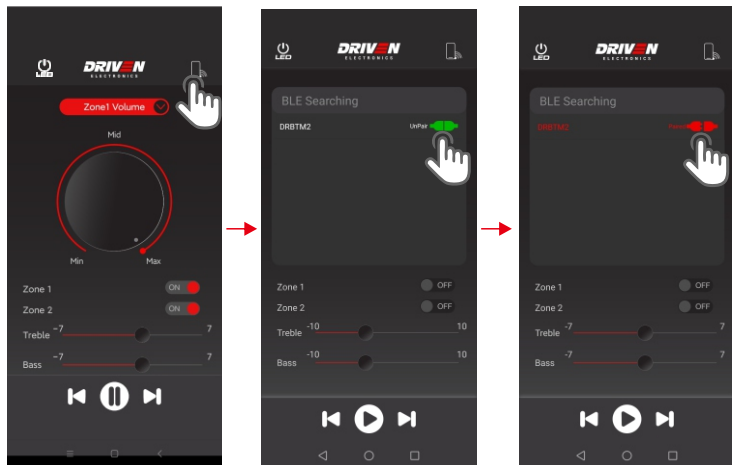 LED
DRIVEN
ELECTRONICS
Zone1 Volume
Mid
Min
Max
Zone 1
ON
Zone 2
ON
Treble
-7
7
Bass
-7
7
LED
DRIVEN
ELECTRONICS
BLE Searching
DRBTM2
UnPair
Zone 1
OFF
Zone 2
OFF
Treble
-10
10
Bass
-10
10
LED
DRIVEN
ELECTRONICS
BLE Searching
DRBTM2
Zone 1
OFF
Zone 2
OFF
Treble
-7
7
Bass
-7
7